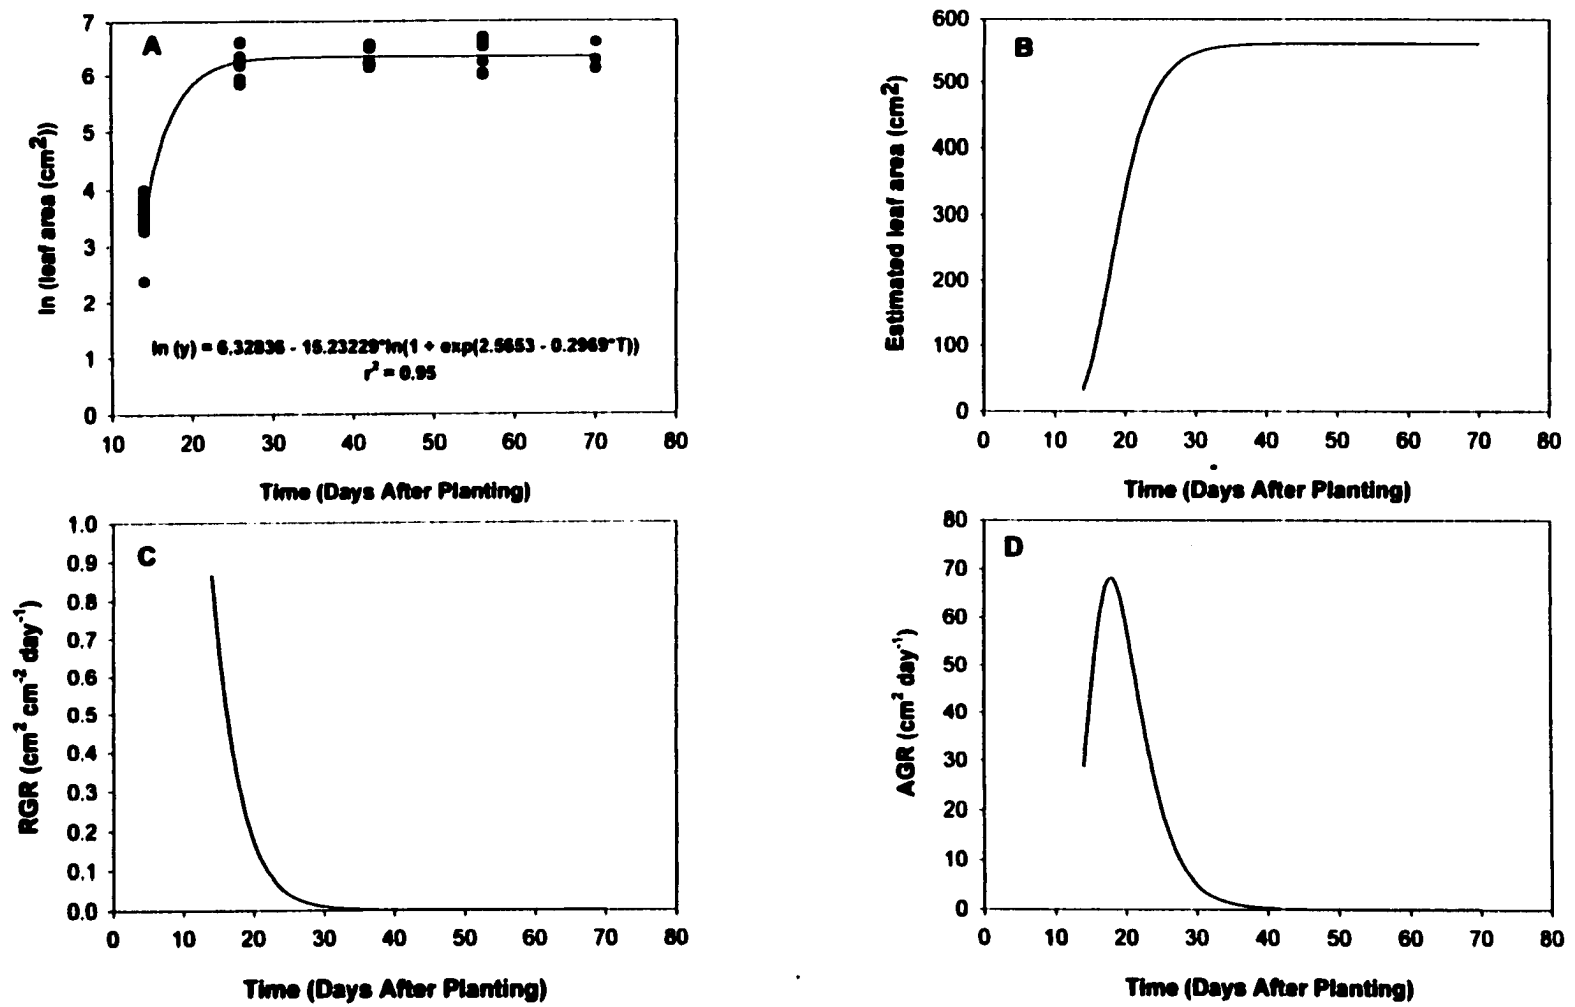 A
ln (leaf area (cm²))
7
6
5
4
3
2
1
0
ln (y) = 6.32836 - 15.23229*ln(1 + exp(2.5653 - 0.2969*T))
r² = 0.95
10 20 30 40 50 60 70 80
Time (Days After Planting)
B
Estimated leaf area (cm²)
600
500
400
300
200
100
0
0 10 20 30 40 50 60 70 80
Time (Days After Planting)
C
RGR (cm² cm⁻² day⁻¹)
1.0
0.9
0.8
0.7
0.6
0.5
0.4
0.3
0.2
0.1
0.0
0 10 20 30 40 50 60 70 80
Time (Days After Planting)
D
AGR (cm² day⁻¹)
80
70
60
50
40
30
20
10
0
0 10 20 30 40 50 60 70 80
Time (Days After Planting)